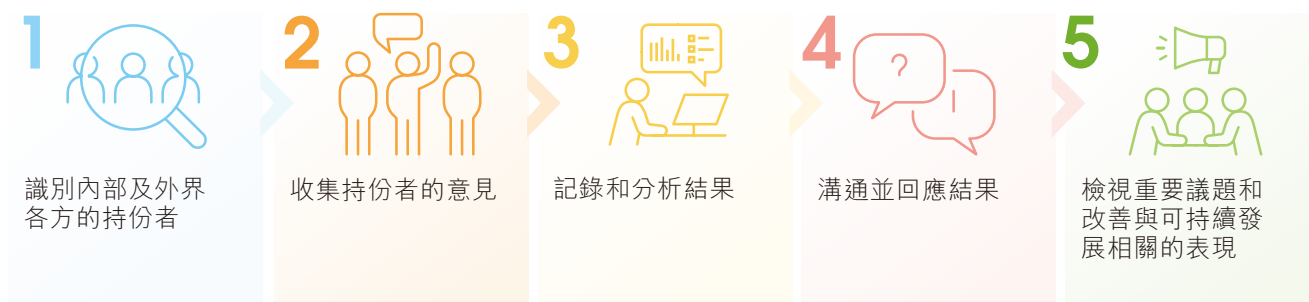 1
識別內部及外界
各方的持份者
2
收集持份者的意見
3
記錄和分析結果
4
?
溝通並回應結果
5
檢視重要議題和
改善與可持續發
展相關的表現